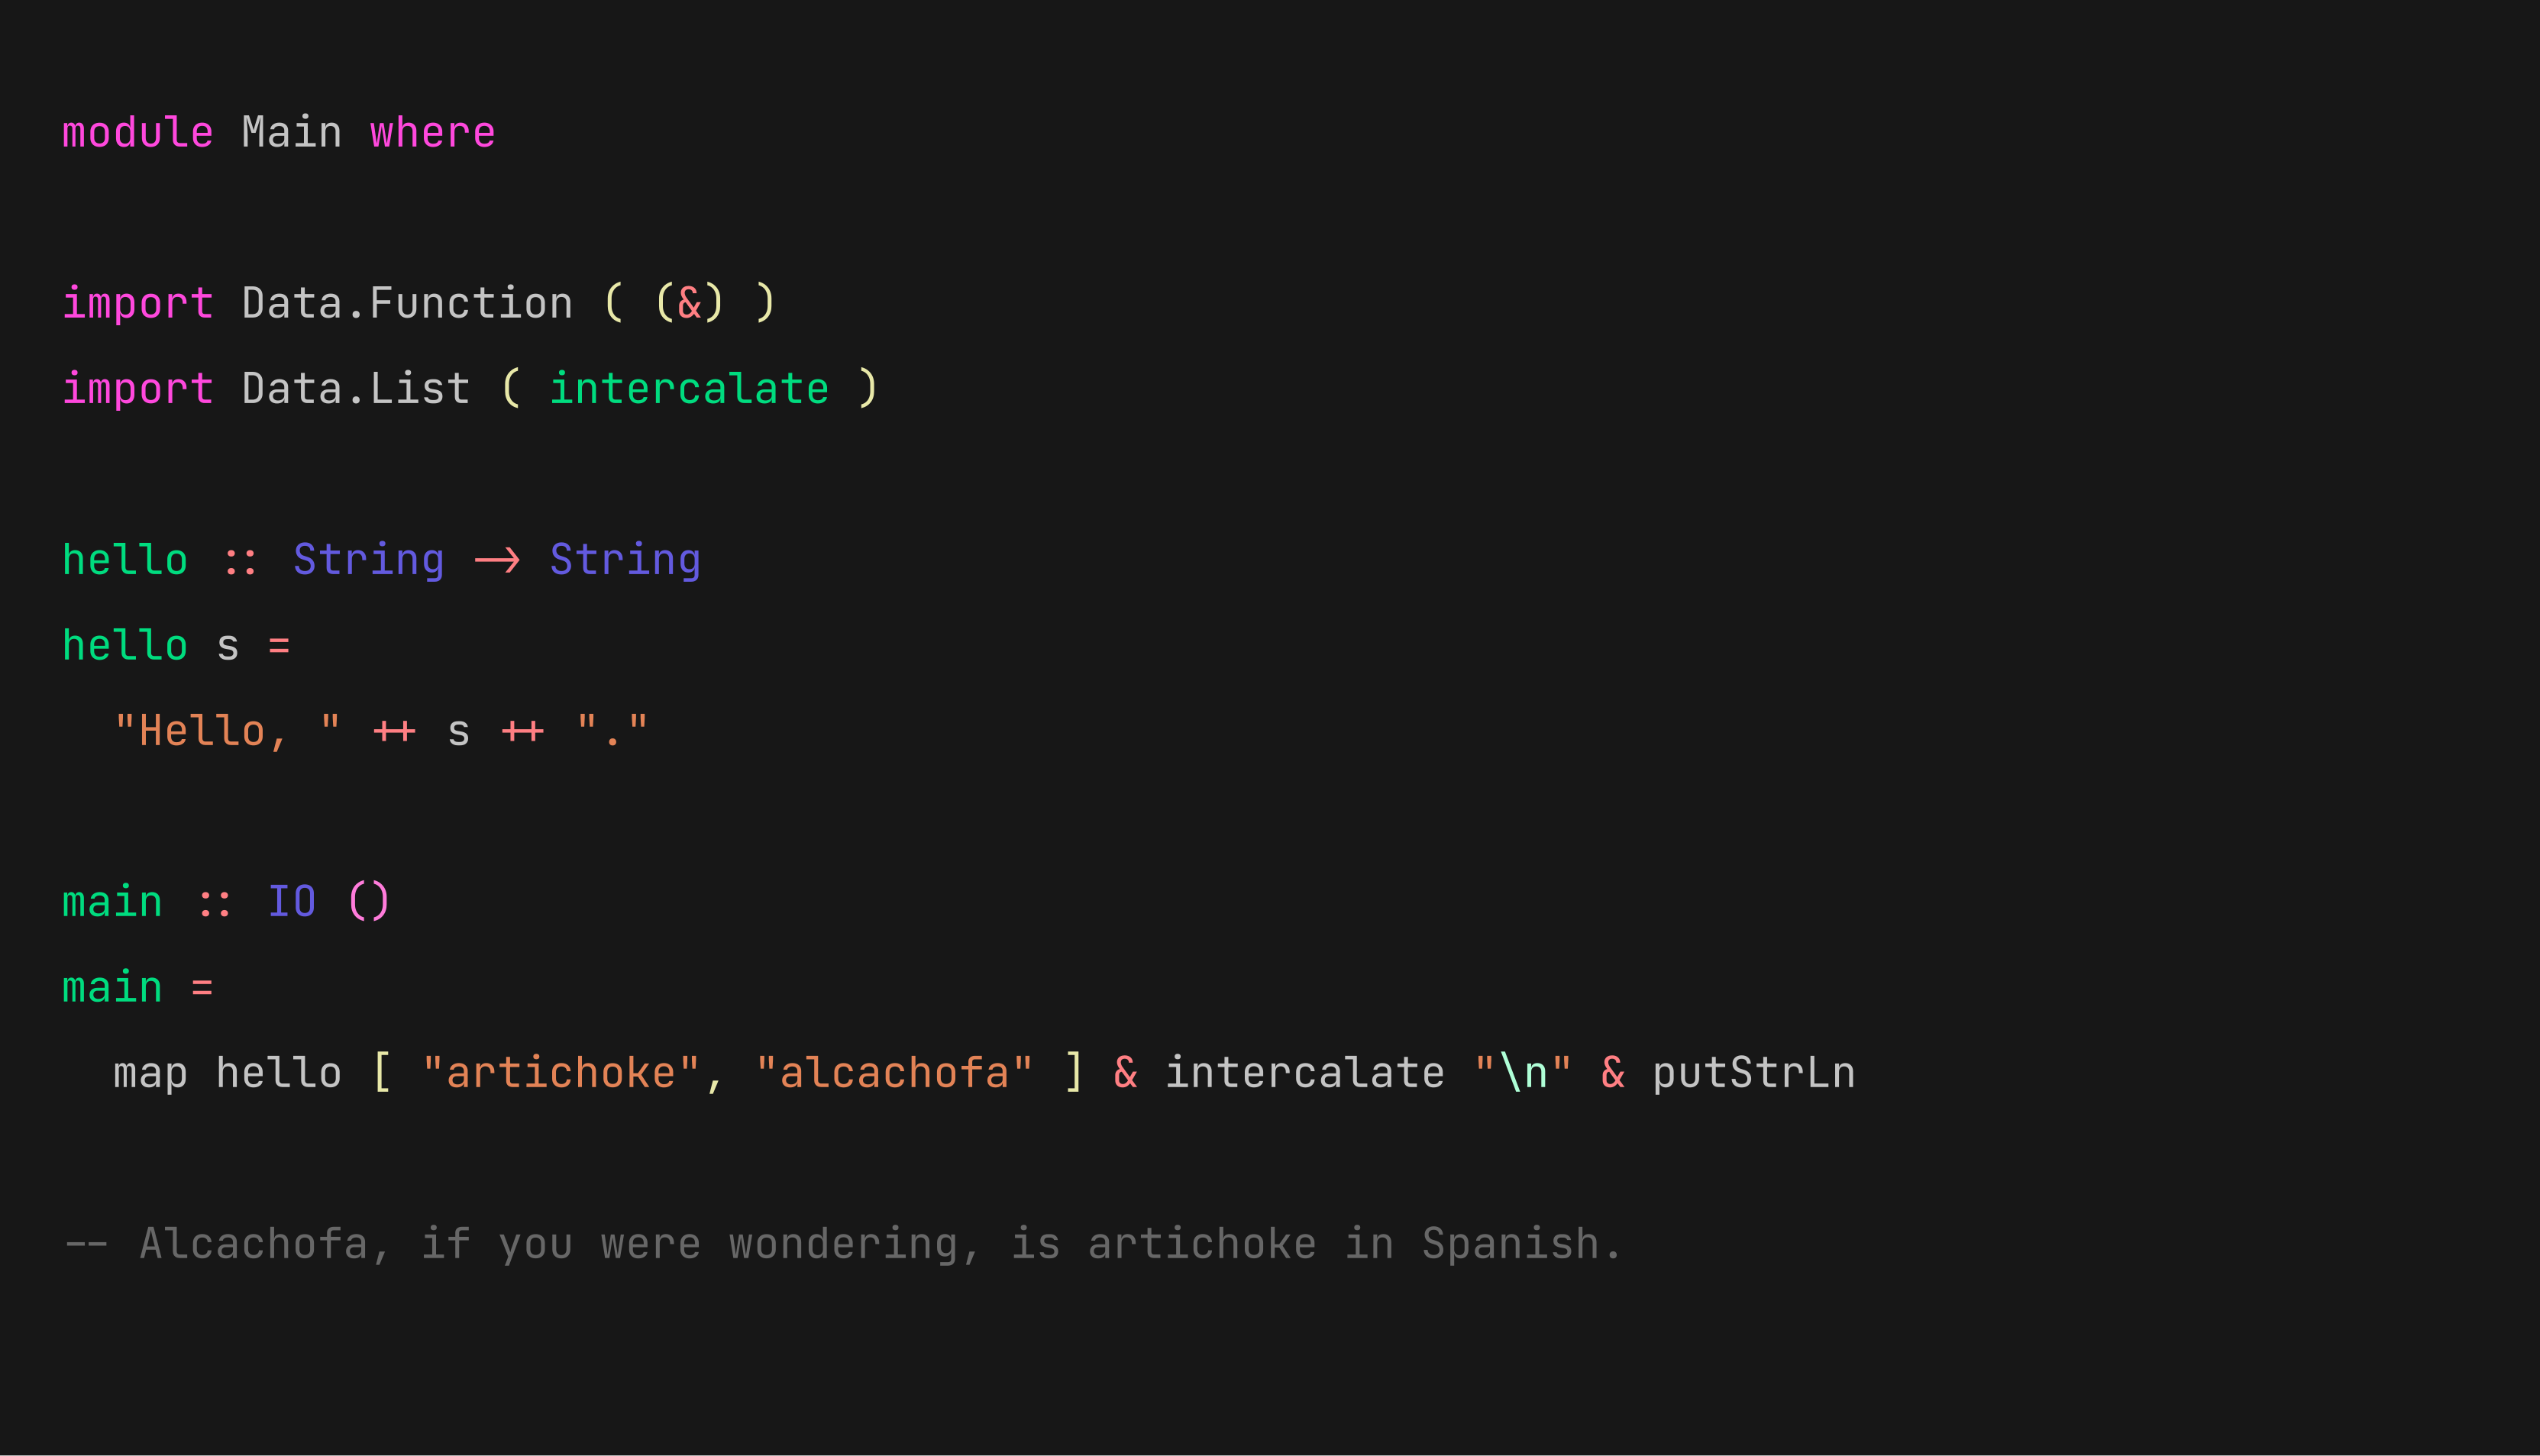 module Main where
import Data.Function ( (&) )
import Data.List ( intercalate )
hello :: String -> String
hello s =
  "Hello, " ++ s ++ "."
main :: IO ()
main =
  map hello [ "artichoke", "alcachofa" ] & intercalate "\n" & putStrLn
-- Alcachofa, if you were wondering, is artichoke in Spanish.